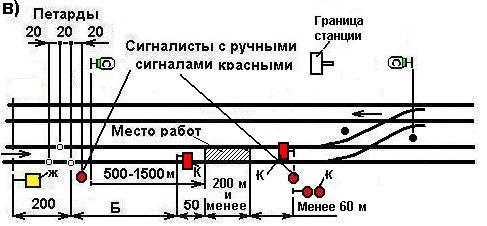 в)
Петарды
20 20 20
Н
Сигналисты с ручными
сигналами красными
Граница
станции
Н
Место работ
ж
К
К
500-1500 м
200 м
и
менее
К
200
Б
50
Менее 60 м